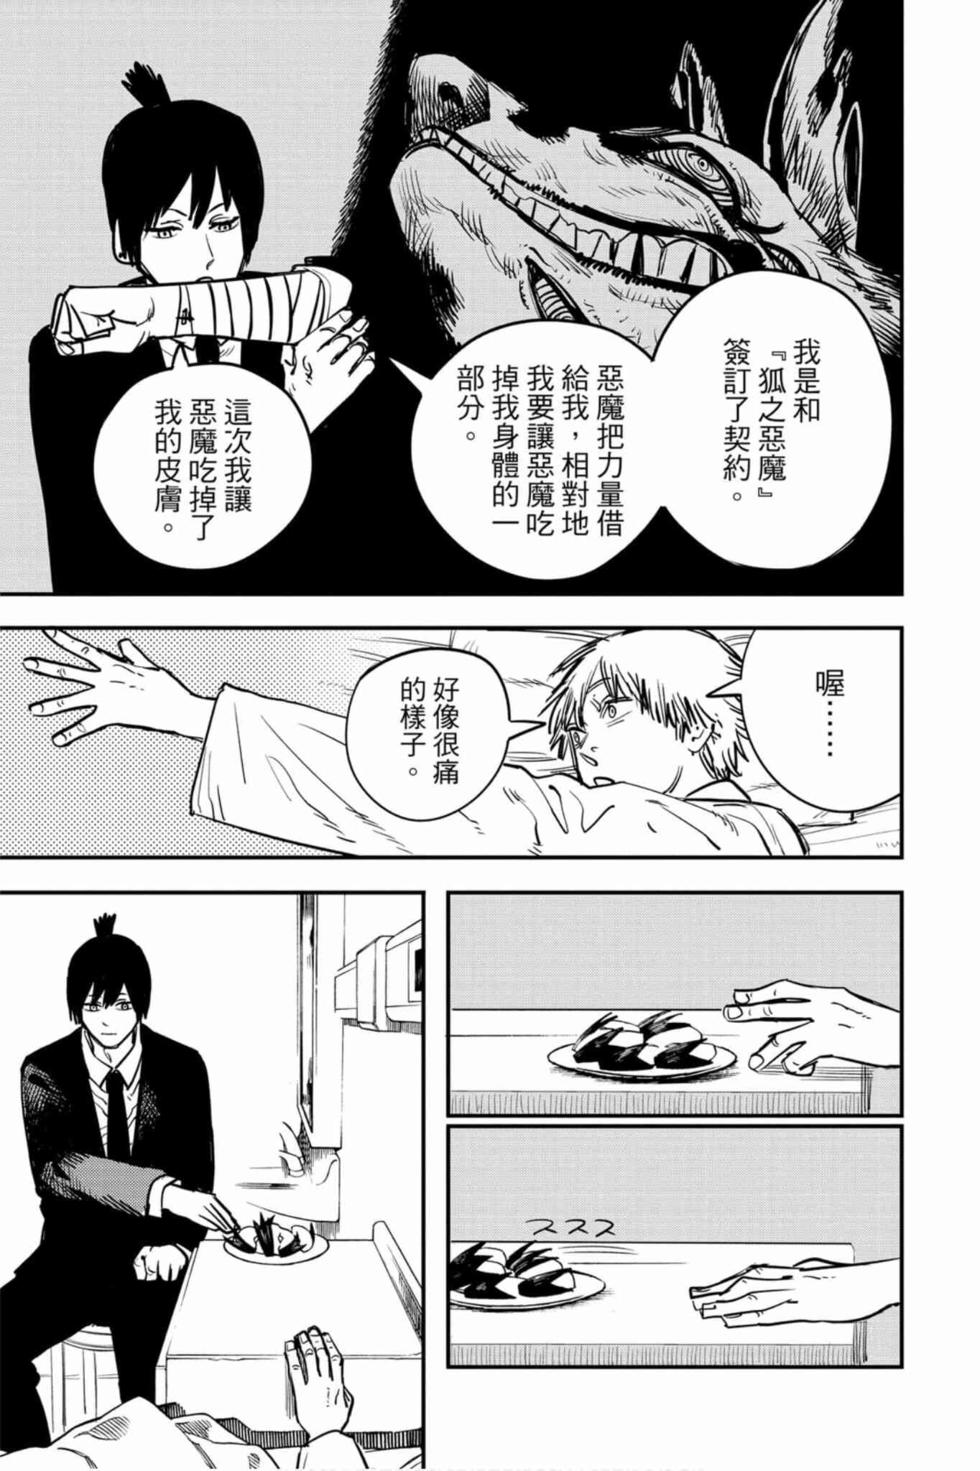 我是和
『狐之惡魔』
簽訂了契約。
惡魔把力量借
給我，相對地
我要讓惡魔吃
掉我身體的一
部分。
這次我讓
惡魔吃掉了
我的皮膚。
喔……
好像很痛
的樣子。
ススス